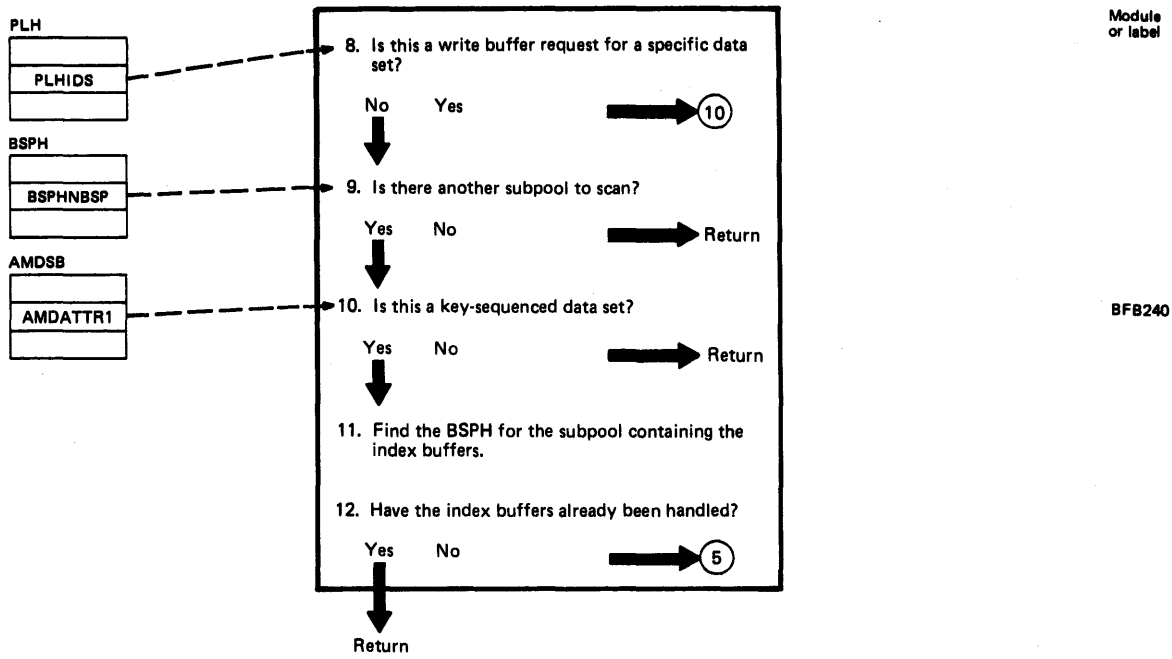 PLH
PLHIDS
BSPH
BSPHNBSP
AMDSB
AMDATTR1
8. Is this a write buffer request for a specific data
set?
No Yes 10
9. Is there another subpool to scan?
Yes No Return
10. Is this a key-sequenced data set?
Yes No Return
11. Find the BSPH for the subpool containing the
index buffers.
12. Have the index buffers already been handled?
Yes No 5
Return
Module
or label
BFB240